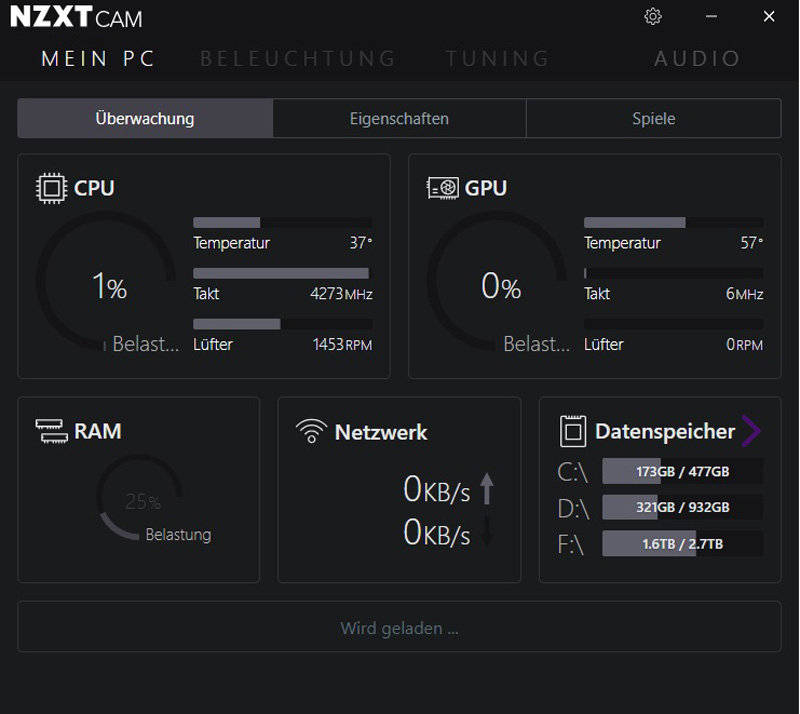 NZXT CAM
MEIN PC BELEUCHTUNG TUNING AUDIO
Überwachung Eigenschaften Spiele
CPU
1%
Belast...
Temperatur 37°
Takt 4273MHz
Lüfter 1453RPM
GPU
0%
Belast...
Temperatur 57°
Takt 6MHz
Lüfter 0RPM
RAM
25%
Belastung
Netzwerk
0KB/s
0KB/s
Datenspeicher
C:\ 173GB / 477GB
D:\ 321GB / 932GB
F:\ 1.6TB / 2.7TB
Wird geladen ...